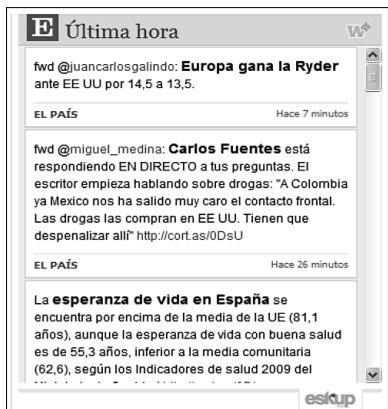 E Última hora
fwd @juancarlosgalindo: Europa gana la Ryder
ante EE UU por 14,5 a 13,5.
EL PAÍS Hace 7 minutos
fwd @miguel_medina: Carlos Fuentes está
respondiendo EN DIRECTO a tus preguntas. El
escritor empieza hablando sobre drogas: "A Colombia
ya Mexico nos ha salido muy caro el contacto frontal.
Las drogas las compran en EE UU. Tienen que
despenalizar allí" http://cort.as/0DsU
EL PAÍS Hace 26 minutos
La esperanza de vida en España se
encuentra por encima de la media de la UE (81,1
años), aunque la esperanza de vida con buena salud
es de 55,3 años, inferior a la media comunitaria
(62,6), según los Indicadores de salud 2009 del
eskup